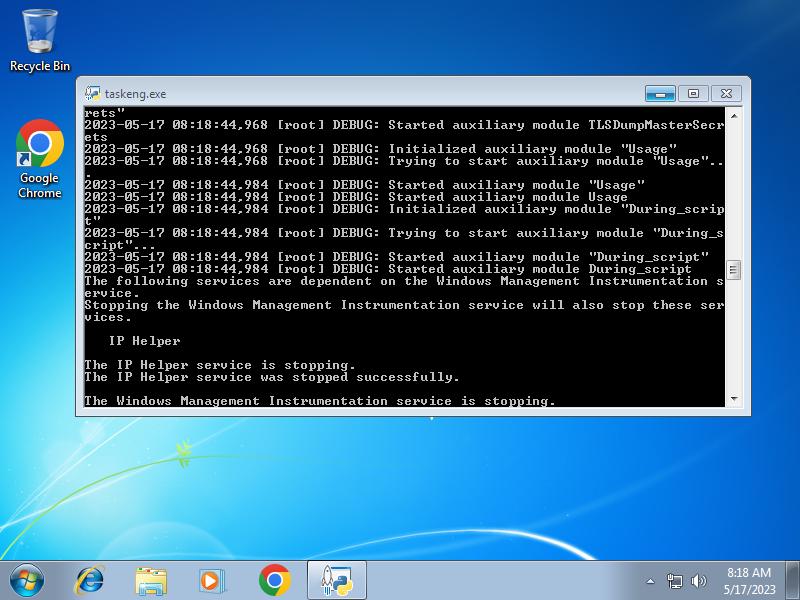 Recycle Bin
Google
Chrome
taskeng.exe
rets"
2023-05-17 08:18:44,968 [root] DEBUG: Started auxiliary module TLSDumpMasterSecr
ets
2023-05-17 08:18:44,968 [root] DEBUG: Initialized auxiliary module "Usage"
2023-05-17 08:18:44,968 [root] DEBUG: Trying to start auxiliary module "Usage"..
.
2023-05-17 08:18:44,984 [root] DEBUG: Started auxiliary module "Usage"
2023-05-17 08:18:44,984 [root] DEBUG: Started auxiliary module Usage
2023-05-17 08:18:44,984 [root] DEBUG: Initialized auxiliary module "During_scrip
t"
2023-05-17 08:18:44,984 [root] DEBUG: Trying to start auxiliary module "During_s
cript"...
2023-05-17 08:18:44,984 [root] DEBUG: Started auxiliary module "During_script"
2023-05-17 08:18:44,984 [root] DEBUG: Started auxiliary module During_script
The following services are dependent on the Windows Management Instrumentation s
ervice.
Stopping the Windows Management Instrumentation service will also stop these ser
vices.
IP Helper
The IP Helper service is stopping.
The IP Helper service was stopped successfully.
The Windows Management Instrumentation service is stopping.
8:18 AM
5/17/2023